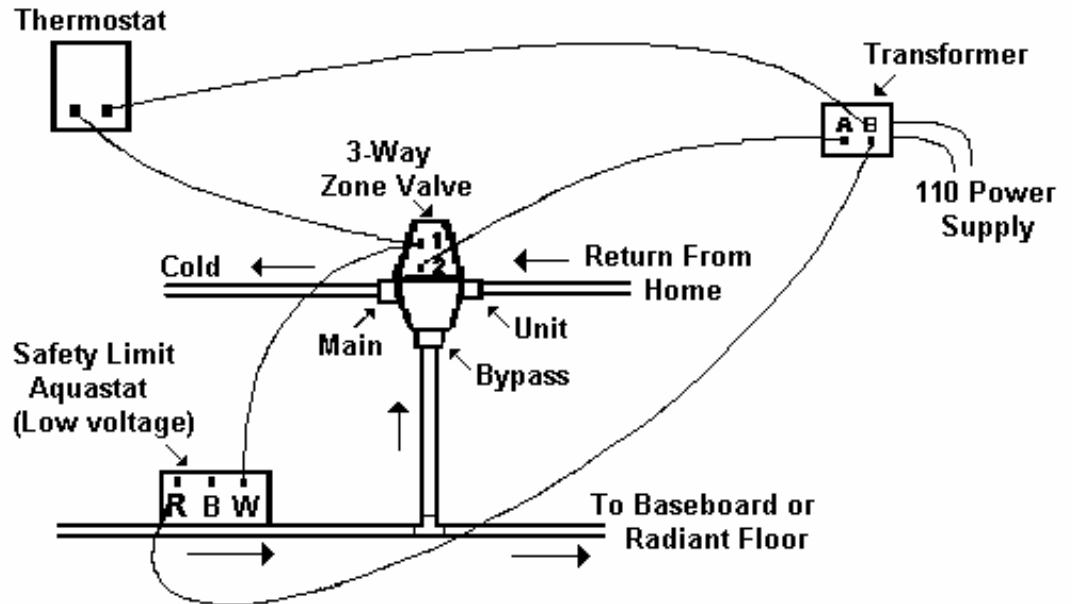 Thermostat
Transformer
A B
3-Way
Zone Valve
110 Power
Supply
1
2
Cold
Return From
Home
Main
Unit
Bypass
Safety Limit
Aquastat
(Low voltage)
R B W
To Baseboard or
Radiant Floor